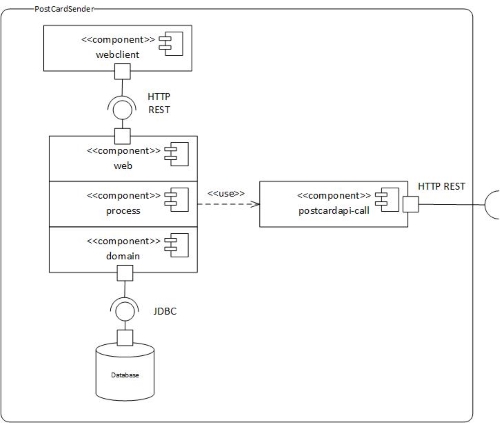 PostCardSender
<<component>>
webclient
HTTP
REST
<<component>>
web
<<component>>
process
<<use>>
<<component>>
postcardapi-call
HTTP REST
<<component>>
domain
JDBC
Database